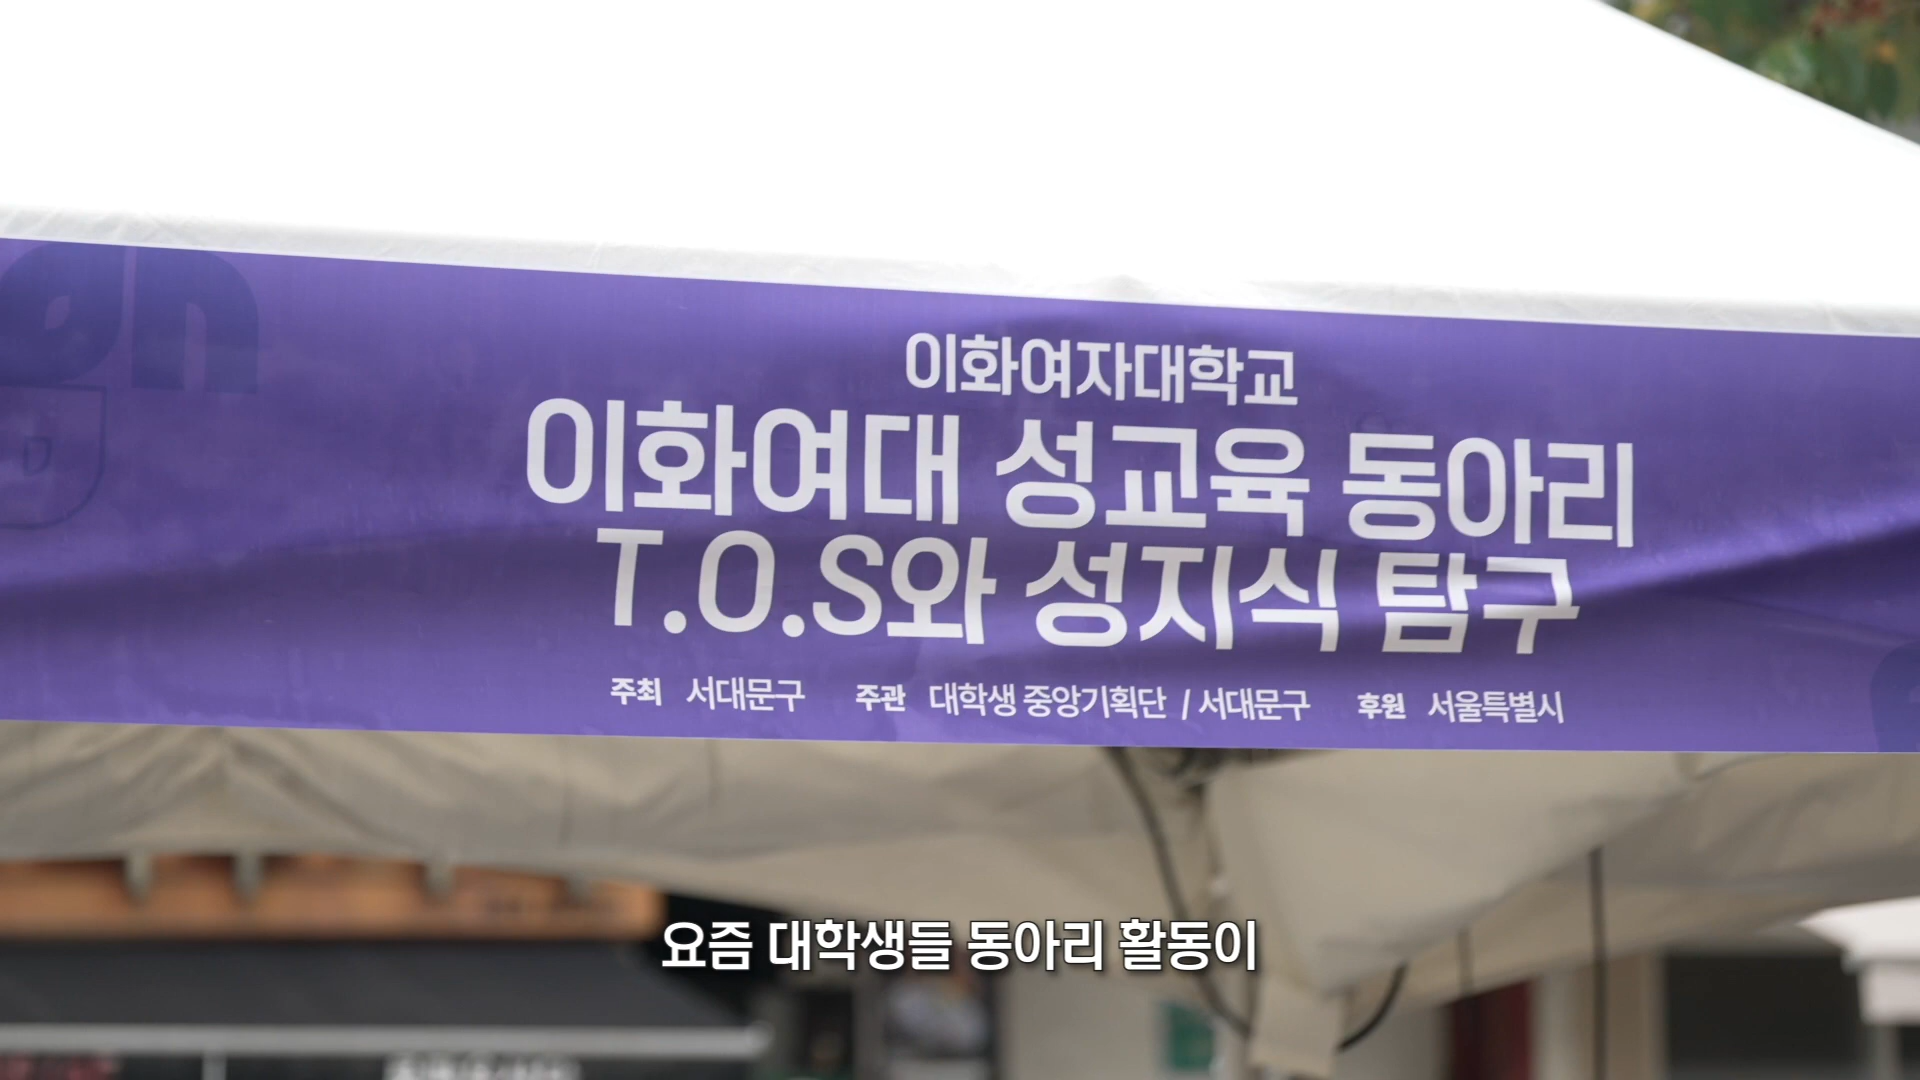 이화여자대학교
이화여대 성교육 동아리
T.O.S와 성지식 탐구
주최 서대문구 주관 대학생 중앙기획단 / 서대문구 후원 서울특별시
요즘 대학생들 동아리 활동이